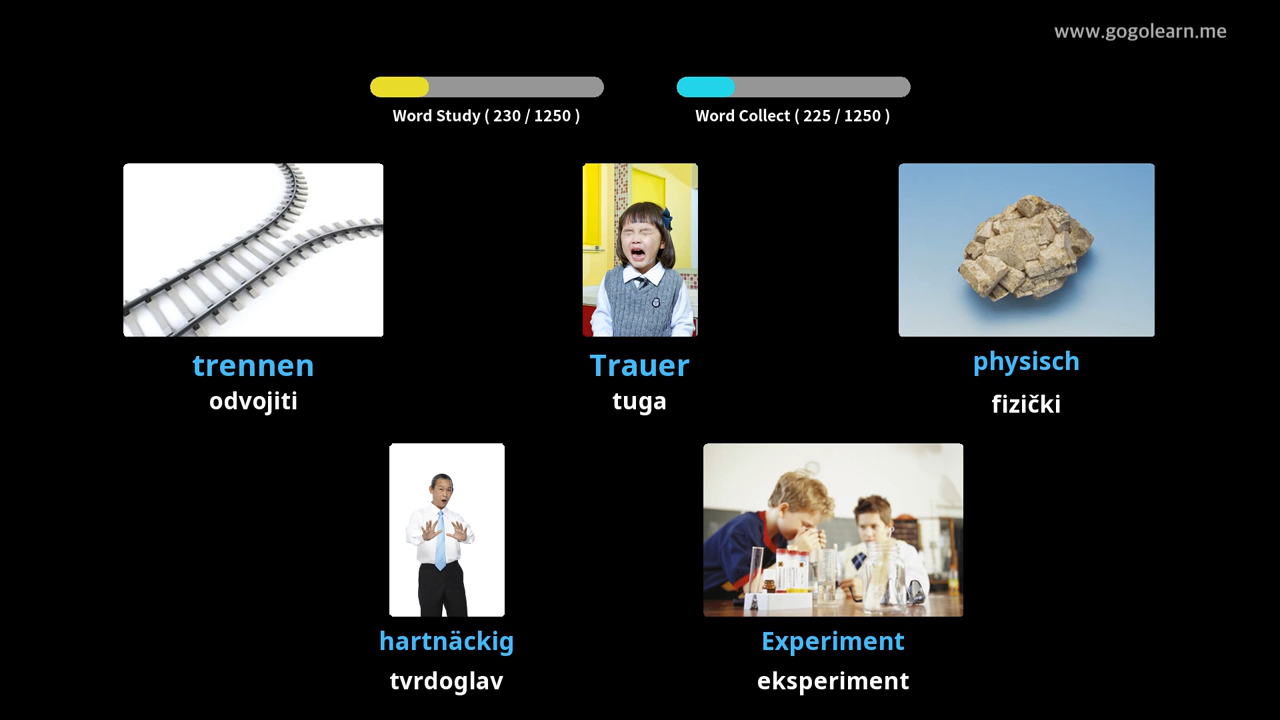 www.gogolearn.me
Word Study ( 230 / 1250 )
Word Collect ( 225 / 1250 )
trennen
odvojiti
Trauer
tuga
physisch
fizički
hartnäckig
tvrdoglav
Experiment
eksperiment